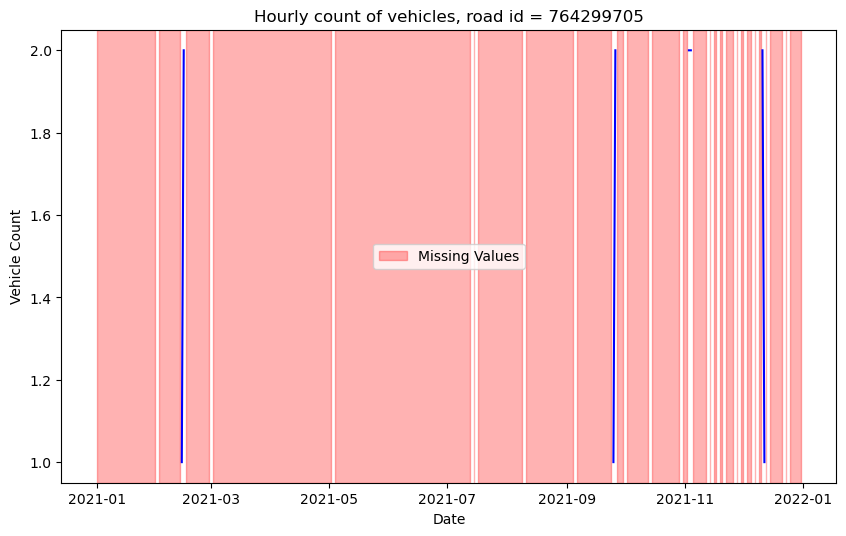 Hourly count of vehicles, road id = 764299705
Vehicle Count
2.0
1.8
1.6
1.4
1.2
1.0
Missing Values
2021-01 2021-03 2021-05 2021-07 2021-09 2021-11 2022-01
Date